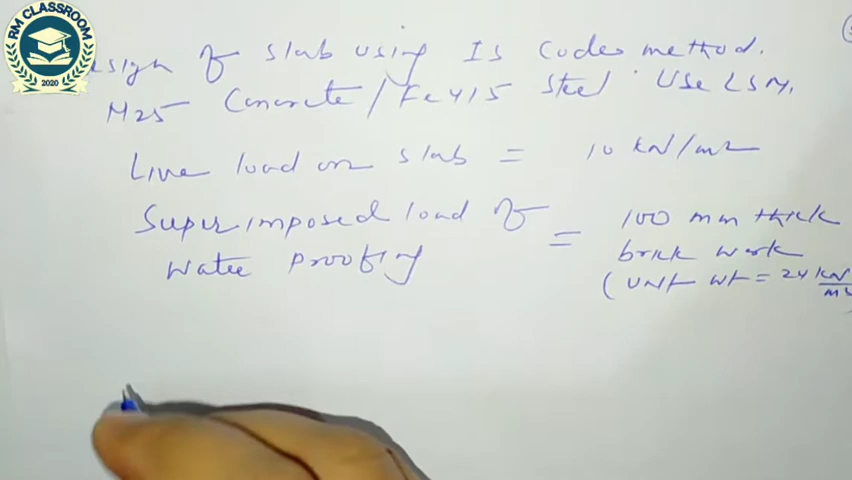 RM CLASSROOM
2020
esign of slab using IS Codes method.
M25 Concrete / Fe415 Steel. Use LSM.
Live load on slab = 10 kN/m2
Superimposed load of
Water proofing
= 100 mm thick
brick work
(Unit wt = 24 kN/m3